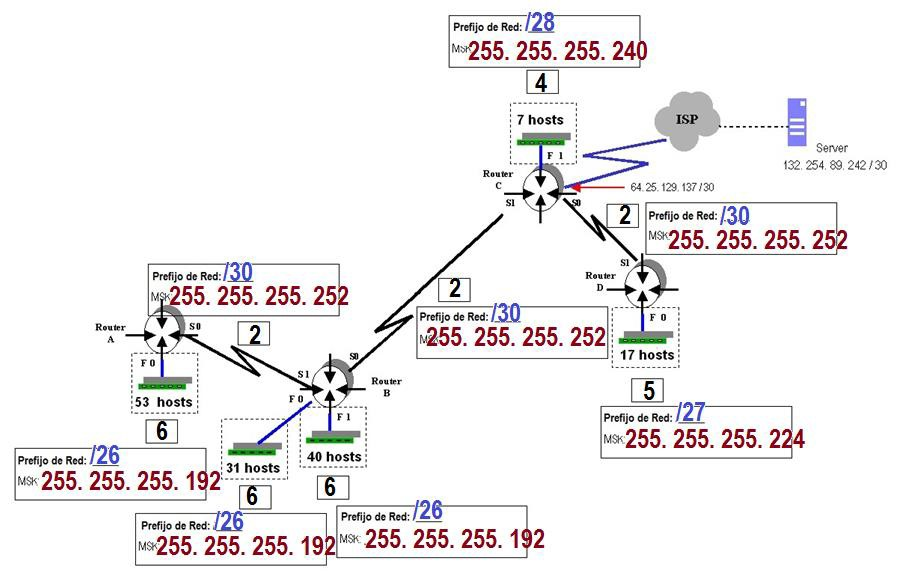 Prefijo de Red: /28
MSK: 255. 255. 255. 240
4
7 hosts
F 1
ISP
Server
132. 254. 89. 242 / 30
Router
C
S1
S0
64. 25. 129. 137 / 30
2
Prefijo de Red: /30
MSK: 255. 255. 255. 252
S1
Router
D
F 0
17 hosts
5
Prefijo de Red: /27
MSK: 255. 255. 255. 224
Prefijo de Red: /30
MSK: 255. 255. 255. 252
2
Prefijo de Red: /30
MSK: 255. 255. 255. 252
Router
A
S0
2
F 0
53 hosts
6
Prefijo de Red: /26
MSK: 255. 255. 255. 192
S0
S1
Router
B
F 0
F 1
31 hosts
40 hosts
6
6
Prefijo de Red: /26
MSK: 255. 255. 255. 192
Prefijo de Red: /26
MSK: 255. 255. 255. 192